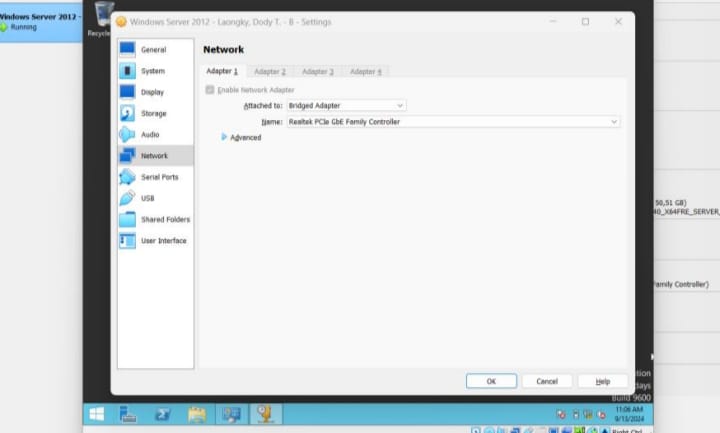 Windows Server 2012 -
Running
Recycle
Windows Server 2012 - Laongky, Dody T. - B - Settings
General
System
Display
Storage
Audio
Network
Serial Ports
USB
Shared Folders
User Interface
Network
Adapter 1
Adapter 2
Adapter 3
Adapter 4
Enable Network Adapter
Attached to: Bridged Adapter
Name: Realtek PCIe GbE Family Controller
Advanced
OK
Cancel
Help
50,51 GB)
40_X64FRE_SERVER_
Family Controller)
tion
days
Build 9600
11:06 AM
9/13/2024
Right Ctrl